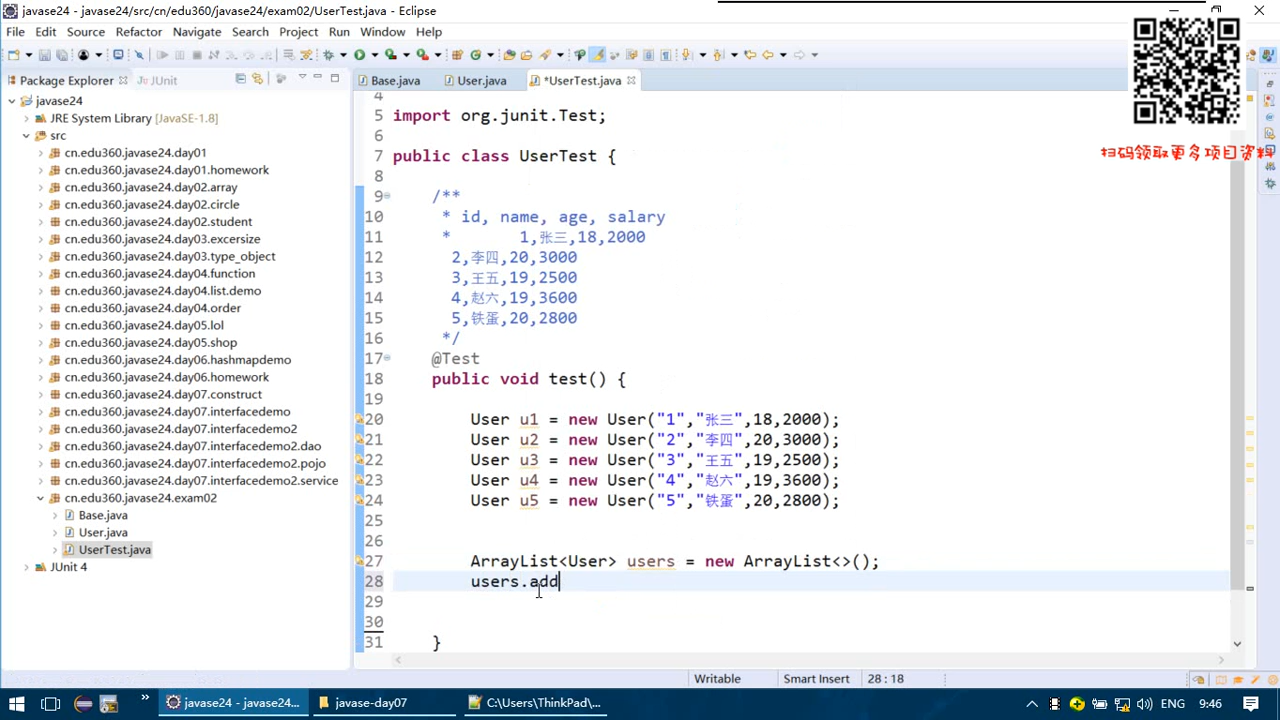 javase24 - javase24/src/cn/edu360/javase24/exam02/UserTest.java - Eclipse
File Edit Source Refactor Navigate Search Project Run Window Help
扫码领取更多项目资料
Package Explorer JUnit
Base.java User.java *UserTest.java
javase24
JRE System Library [JavaSE-1.8]
src
cn.edu360.javase24.day01
cn.edu360.javase24.day01.homework
cn.edu360.javase24.day02.array
cn.edu360.javase24.day02.circle
cn.edu360.javase24.day02.student
cn.edu360.javase24.day03.excersize
cn.edu360.javase24.day03.type_object
cn.edu360.javase24.day04.function
cn.edu360.javase24.day04.list.demo
cn.edu360.javase24.day04.order
cn.edu360.javase24.day05.lol
cn.edu360.javase24.day05.shop
cn.edu360.javase24.day06.hashmapdemo
cn.edu360.javase24.day06.homework
cn.edu360.javase24.day07.construct
cn.edu360.javase24.day07.interfacedemo
cn.edu360.javase24.day07.interfacedemo2
cn.edu360.javase24.day07.interfacedemo2.dao
cn.edu360.javase24.day07.interfacedemo2.pojo
cn.edu360.javase24.day07.interfacedemo2.service
cn.edu360.javase24.exam02
Base.java
User.java
UserTest.java
JUnit 4
4
5 import org.junit.Test;
6
7 public class UserTest {
8
9 /**
10 * id, name, age, salary
11 * 1,张三,18,2000
12 2,李四,20,3000
13 3,王五,19,2500
14 4,赵六,19,3600
15 5,铁蛋,20,2800
16 */
17 @Test
18 public void test() {
19
20 User u1 = new User("1","张三",18,2000);
21 User u2 = new User("2","李四",20,3000);
22 User u3 = new User("3","王五",19,2500);
23 User u4 = new User("4","赵六",19,3600);
24 User u5 = new User("5","铁蛋",20,2800);
25
26
27 ArrayList<User> users = new ArrayList<>();
28 users.add
29
30
31 }
Writable Smart Insert 28 : 18
javase24 - javase24... javase-day07 C:\Users\ThinkPad\... ENG 9:46